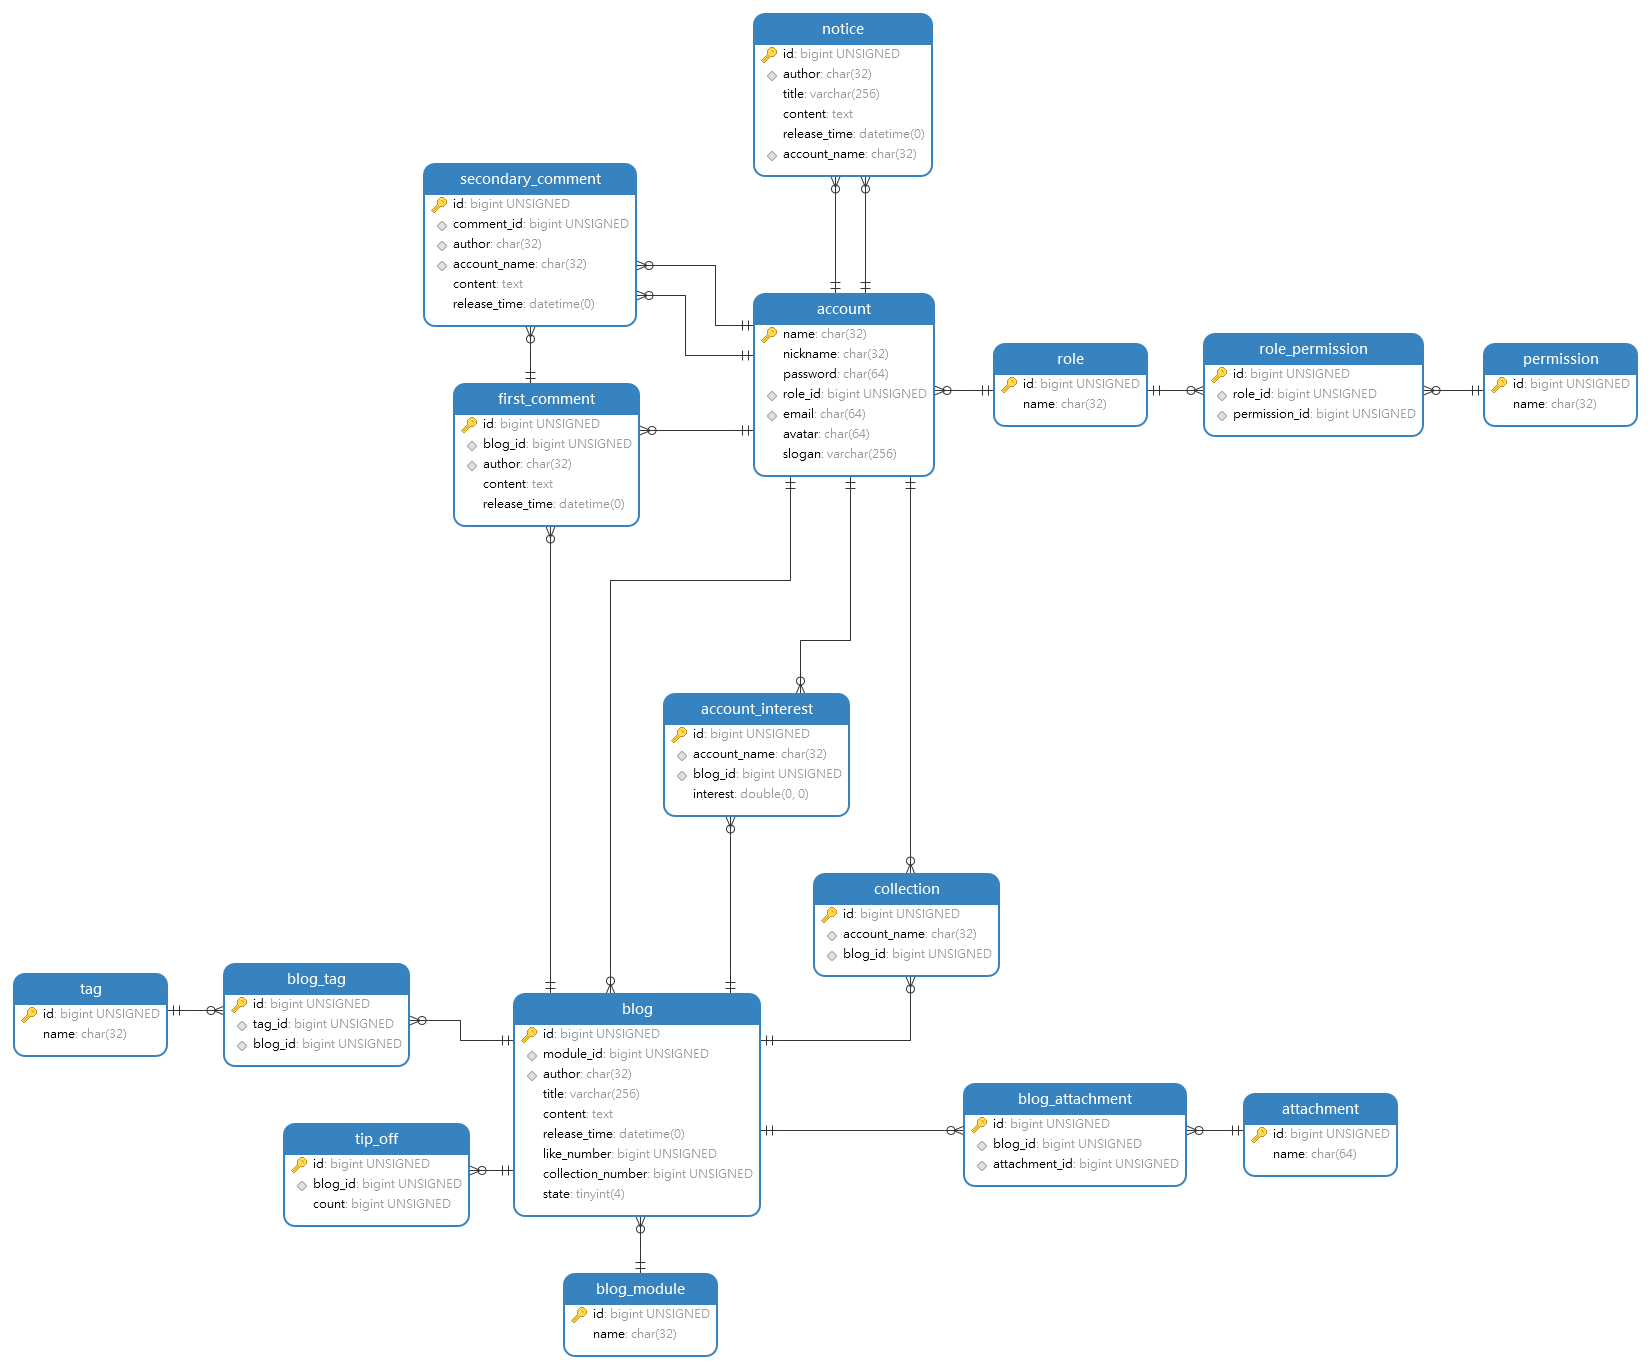 notice
id: bigint UNSIGNED
author: char(32)
title: varchar(256)
content: text
release_time: datetime(0)
account_name: char(32)
secondary_comment
id: bigint UNSIGNED
comment_id: bigint UNSIGNED
author: char(32)
account_name: char(32)
content: text
release_time: datetime(0)
account
name: char(32)
nickname: char(32)
password: char(64)
role_id: bigint UNSIGNED
email: char(64)
avatar: char(64)
slogan: varchar(256)
role
id: bigint UNSIGNED
name: char(32)
role_permission
id: bigint UNSIGNED
role_id: bigint UNSIGNED
permission_id: bigint UNSIGNED
permission
id: bigint UNSIGNED
name: char(32)
first_comment
id: bigint UNSIGNED
blog_id: bigint UNSIGNED
author: char(32)
content: text
release_time: datetime(0)
account_interest
id: bigint UNSIGNED
account_name: char(32)
blog_id: bigint UNSIGNED
interest: double(0, 0)
collection
id: bigint UNSIGNED
account_name: char(32)
blog_id: bigint UNSIGNED
tag
id: bigint UNSIGNED
name: char(32)
blog_tag
id: bigint UNSIGNED
tag_id: bigint UNSIGNED
blog_id: bigint UNSIGNED
blog
id: bigint UNSIGNED
module_id: bigint UNSIGNED
author: char(32)
title: varchar(256)
content: text
release_time: datetime(0)
like_number: bigint UNSIGNED
collection_number: bigint UNSIGNED
state: tinyint(4)
blog_attachment
id: bigint UNSIGNED
blog_id: bigint UNSIGNED
attachment_id: bigint UNSIGNED
attachment
id: bigint UNSIGNED
name: char(64)
tip_off
id: bigint UNSIGNED
blog_id: bigint UNSIGNED
count: bigint UNSIGNED
blog_module
id: bigint UNSIGNED
name: char(32)